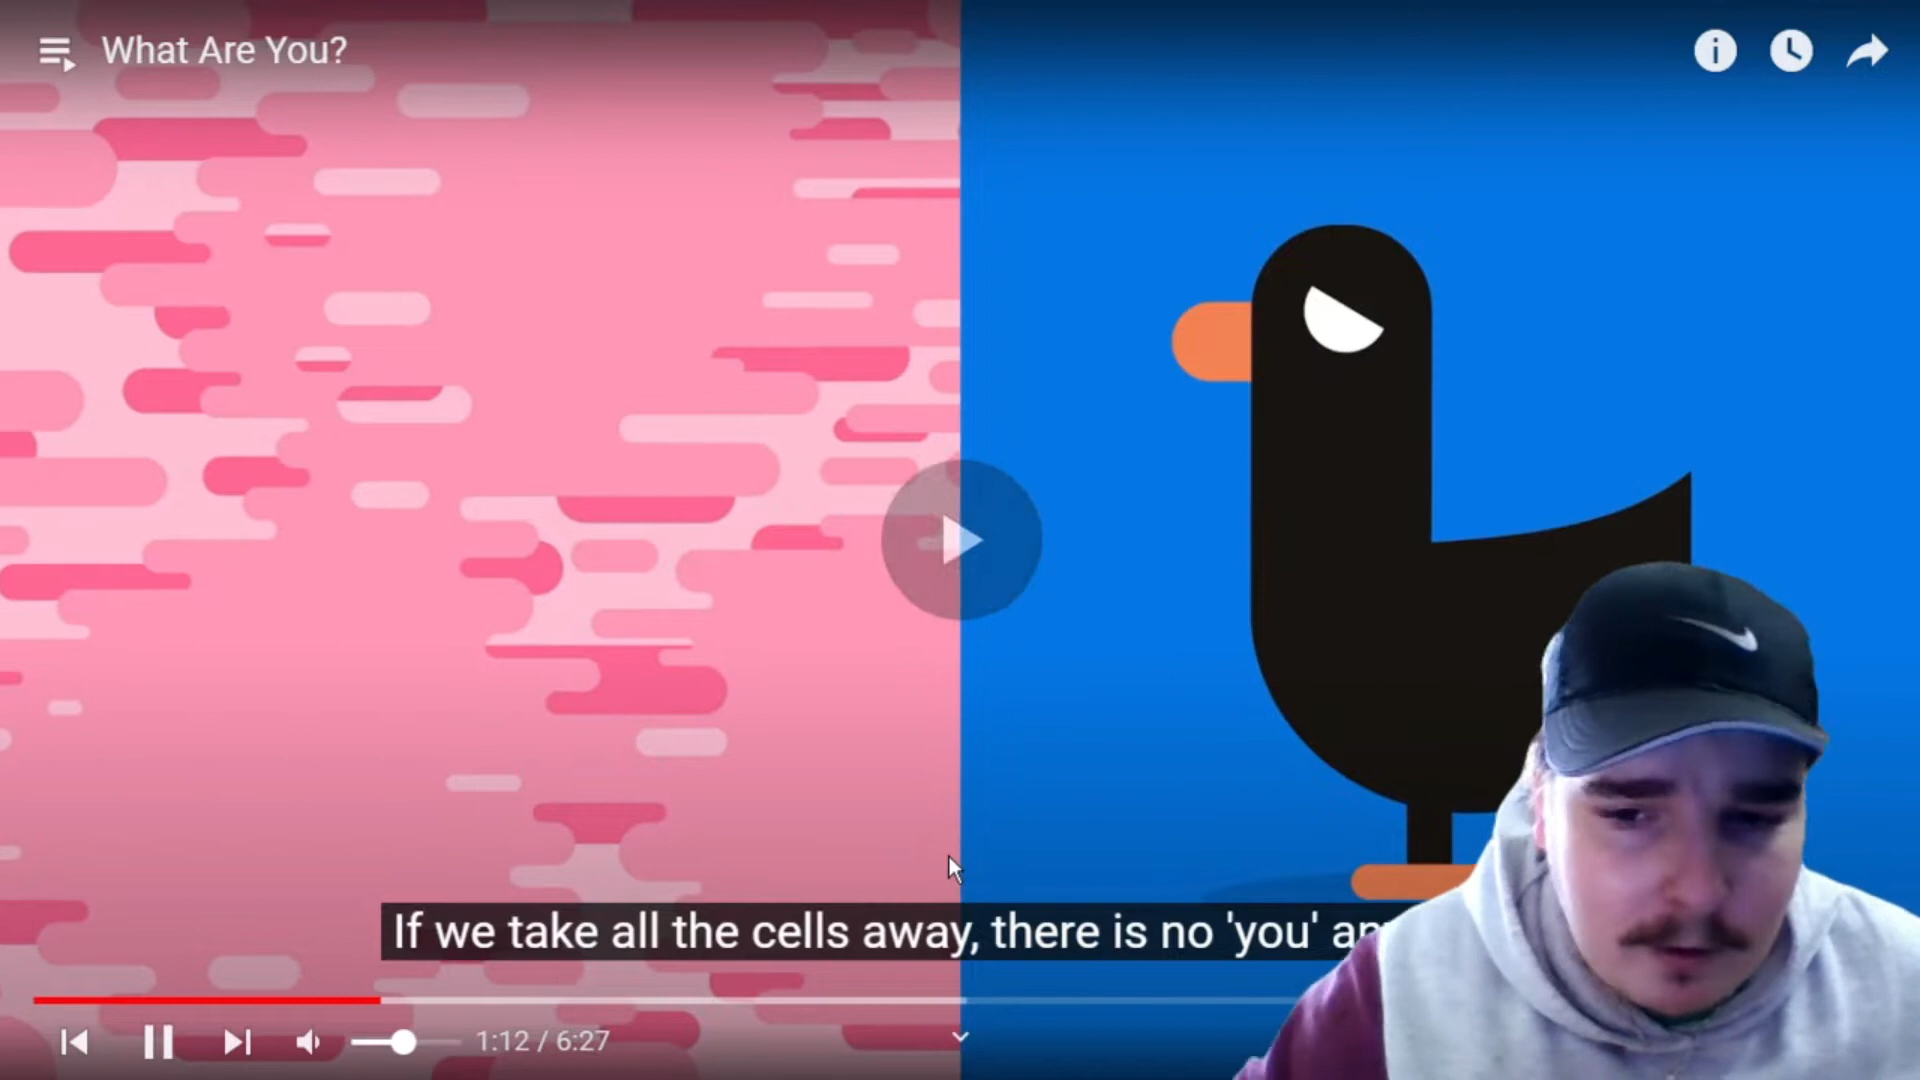 What Are You?
If we take all the cells away, there is no 'you'
1:12 / 6:27